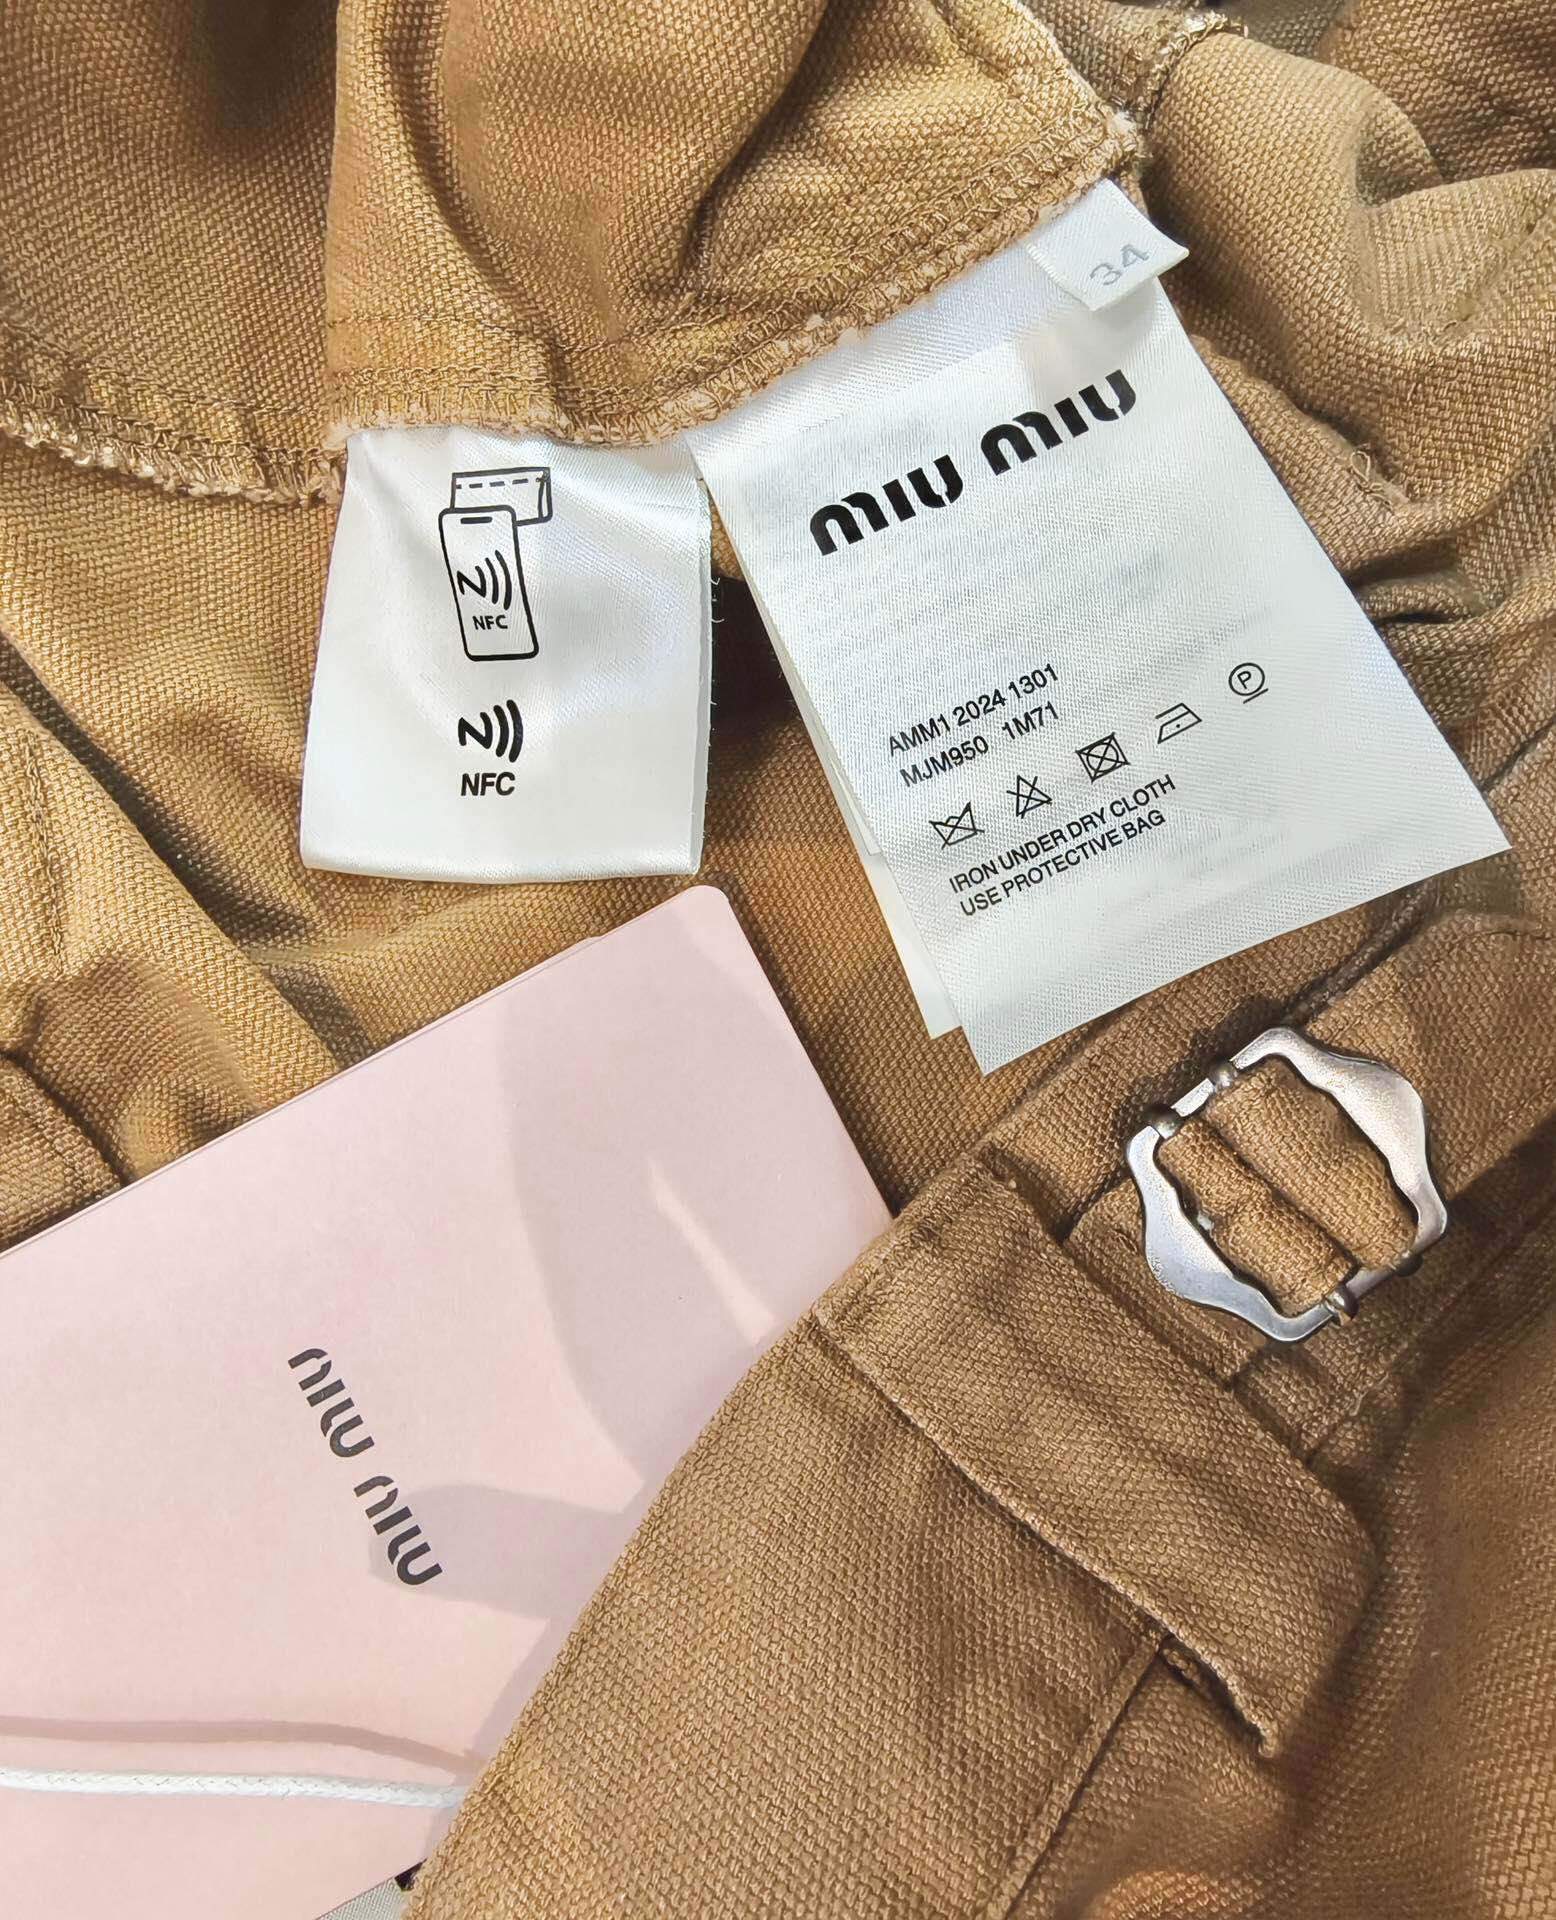 34
miu miu
NFC
NFC
AMM1 2024 1301
MJM950 1M71
P
IRON UNDER DRY CLOTH
USE PROTECTIVE BAG
miu miu